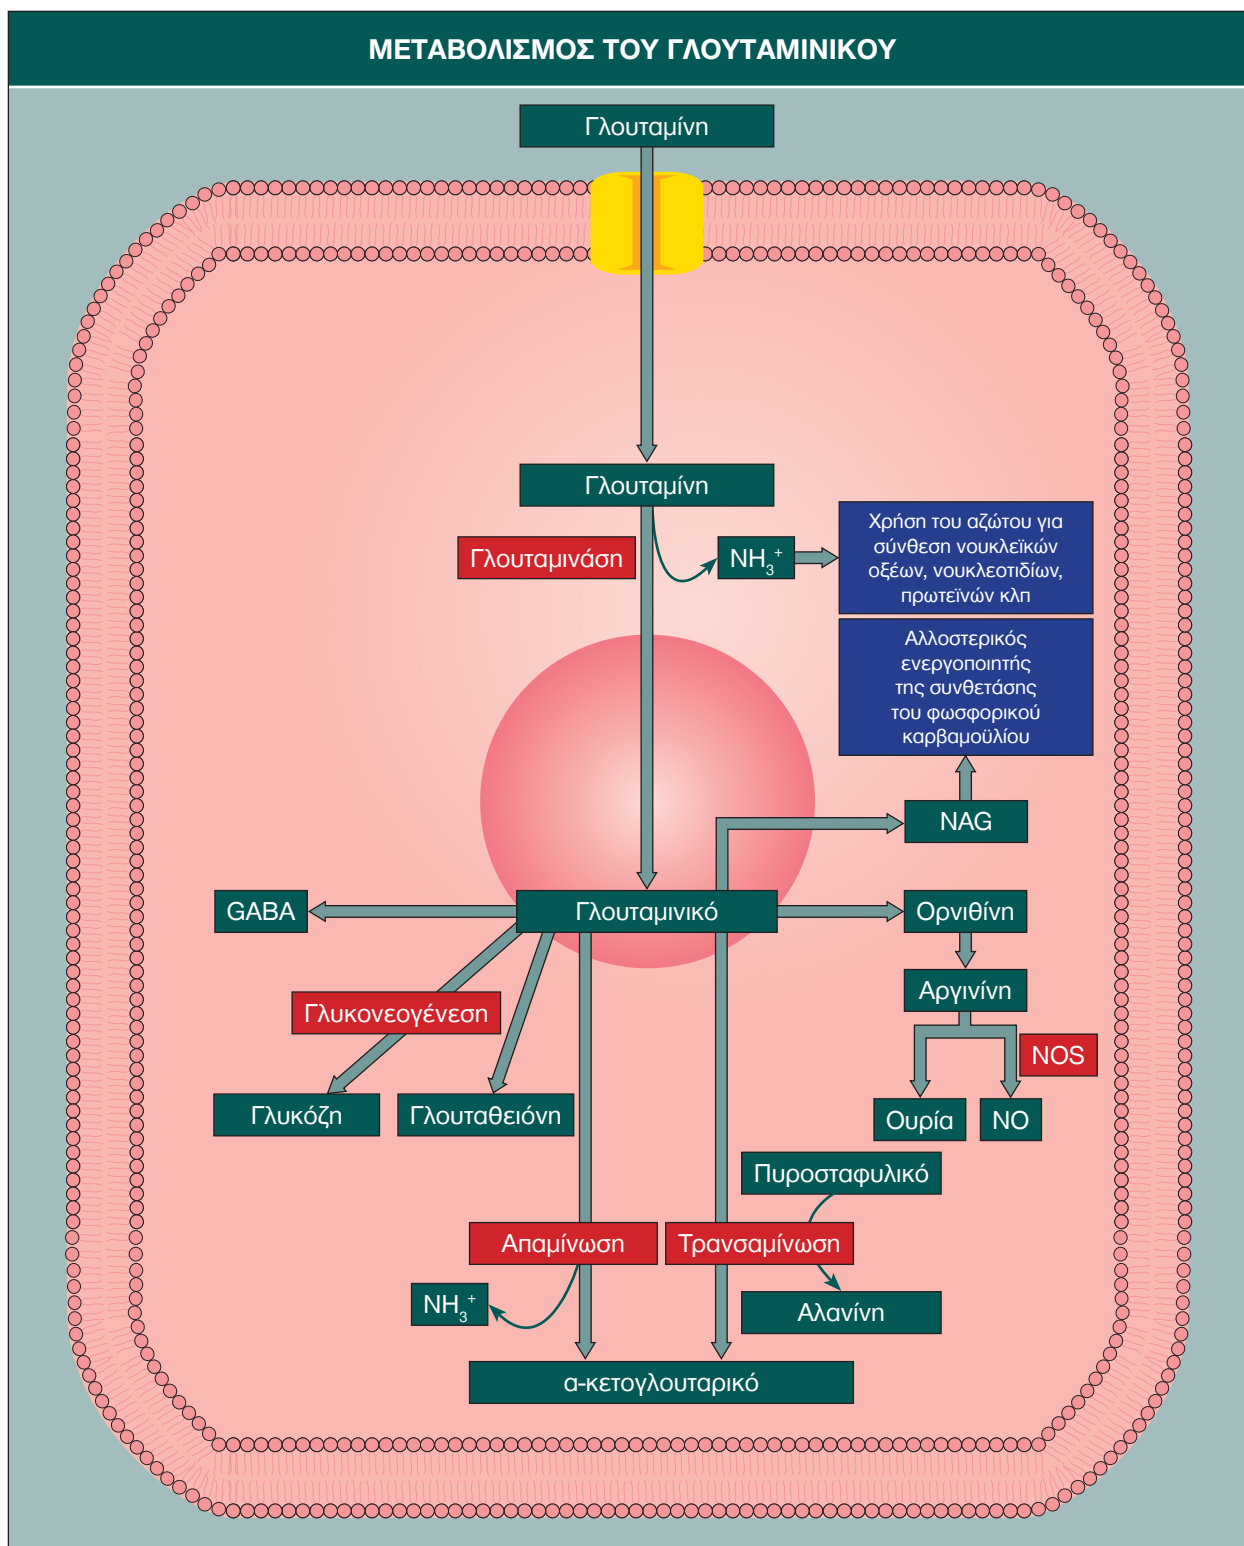 ΜΕΤΑΒΟΛΙΣΜΟΣ ΤΟΥ ΓΛΟΥΤΑΜΙΝΙΚΟΥ
Γλουταμίνη
Γλουταμίνη
Γλουταμινάση
NH₃⁺
Χρήση του αζώτου για
σύνθεση νουκλεϊκών
οξέων, νουκλεοτιδίων,
πρωτεϊνών κλπ
Αλλοστερικός
ενεργοποιητής
της συνθετάσης
του φωσφορικού
καρβαμοϋλίου
NAG
GABA
Γλουταμινικό
Ορνιθίνη
Αργινίνη
Γλυκονεογένεση
NOS
Γλυκόζη
Γλουταθειόνη
Ουρία
NO
Πυροσταφυλικό
Απαμίνωση
Τρανσαμίνωση
NH₃⁺
Αλανίνη
α-κετογλουταρικό